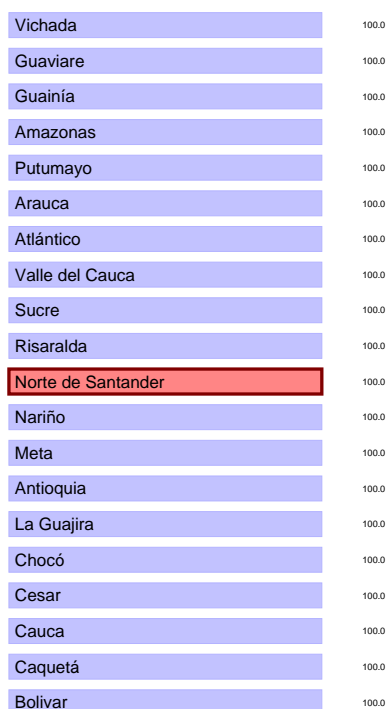 Vichada 100.0
Guaviare 100.0
Guainía 100.0
Amazonas 100.0
Putumayo 100.0
Arauca 100.0
Atlántico 100.0
Valle del Cauca 100.0
Sucre 100.0
Risaralda 100.0
Norte de Santander 100.0
Nariño 100.0
Meta 100.0
Antioquia 100.0
La Guajira 100.0
Chocó 100.0
Cesar 100.0
Cauca 100.0
Caquetá 100.0
Bolivar 100.0